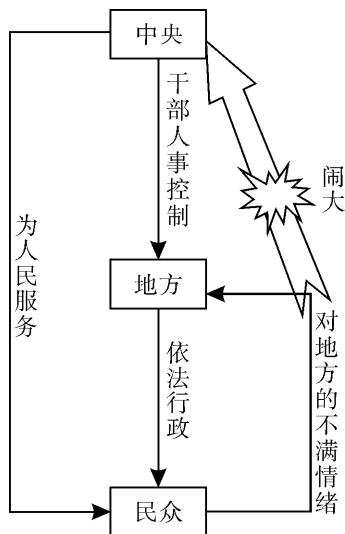 中央
干部人事控制
闹大
为人民服务
地方
对地方的不满情绪
依法行政
民众